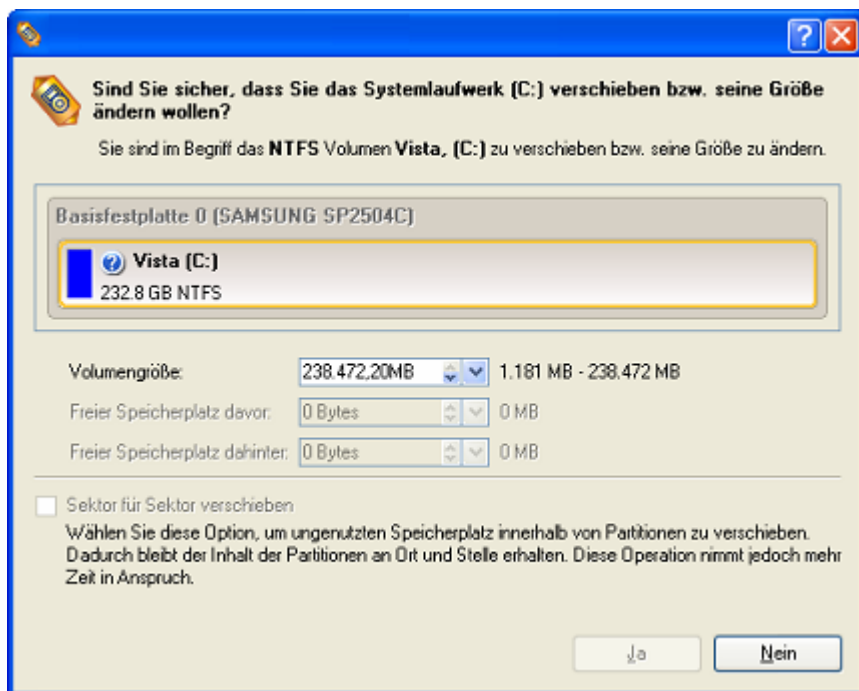 Sind Sie sicher, dass Sie das Systemlaufwerk (C:) verschieben bzw. seine Größe
ändern wollen?
Sie sind im Begriff das NTFS Volumen Vista, (C:) zu verschieben bzw. seine Größe zu ändern.
Basisfestplatte 0 (SAMSUNG SP2504C)
Vista (C:)
232.8 GB NTFS
Volumengröße: 238.472,20MB 1.181 MB - 238.472 MB
Freier Speicherplatz davor: 0 Bytes 0 MB
Freier Speicherplatz dahinter: 0 Bytes 0 MB
Sektor für Sektor verschieben
Wählen Sie diese Option, um ungenutzten Speicherplatz innerhalb von Partitionen zu verschieben.
Dadurch bleibt der Inhalt der Partitionen an Ort und Stelle erhalten. Diese Operation nimmt jedoch mehr
Zeit in Anspruch.
Ja Nein